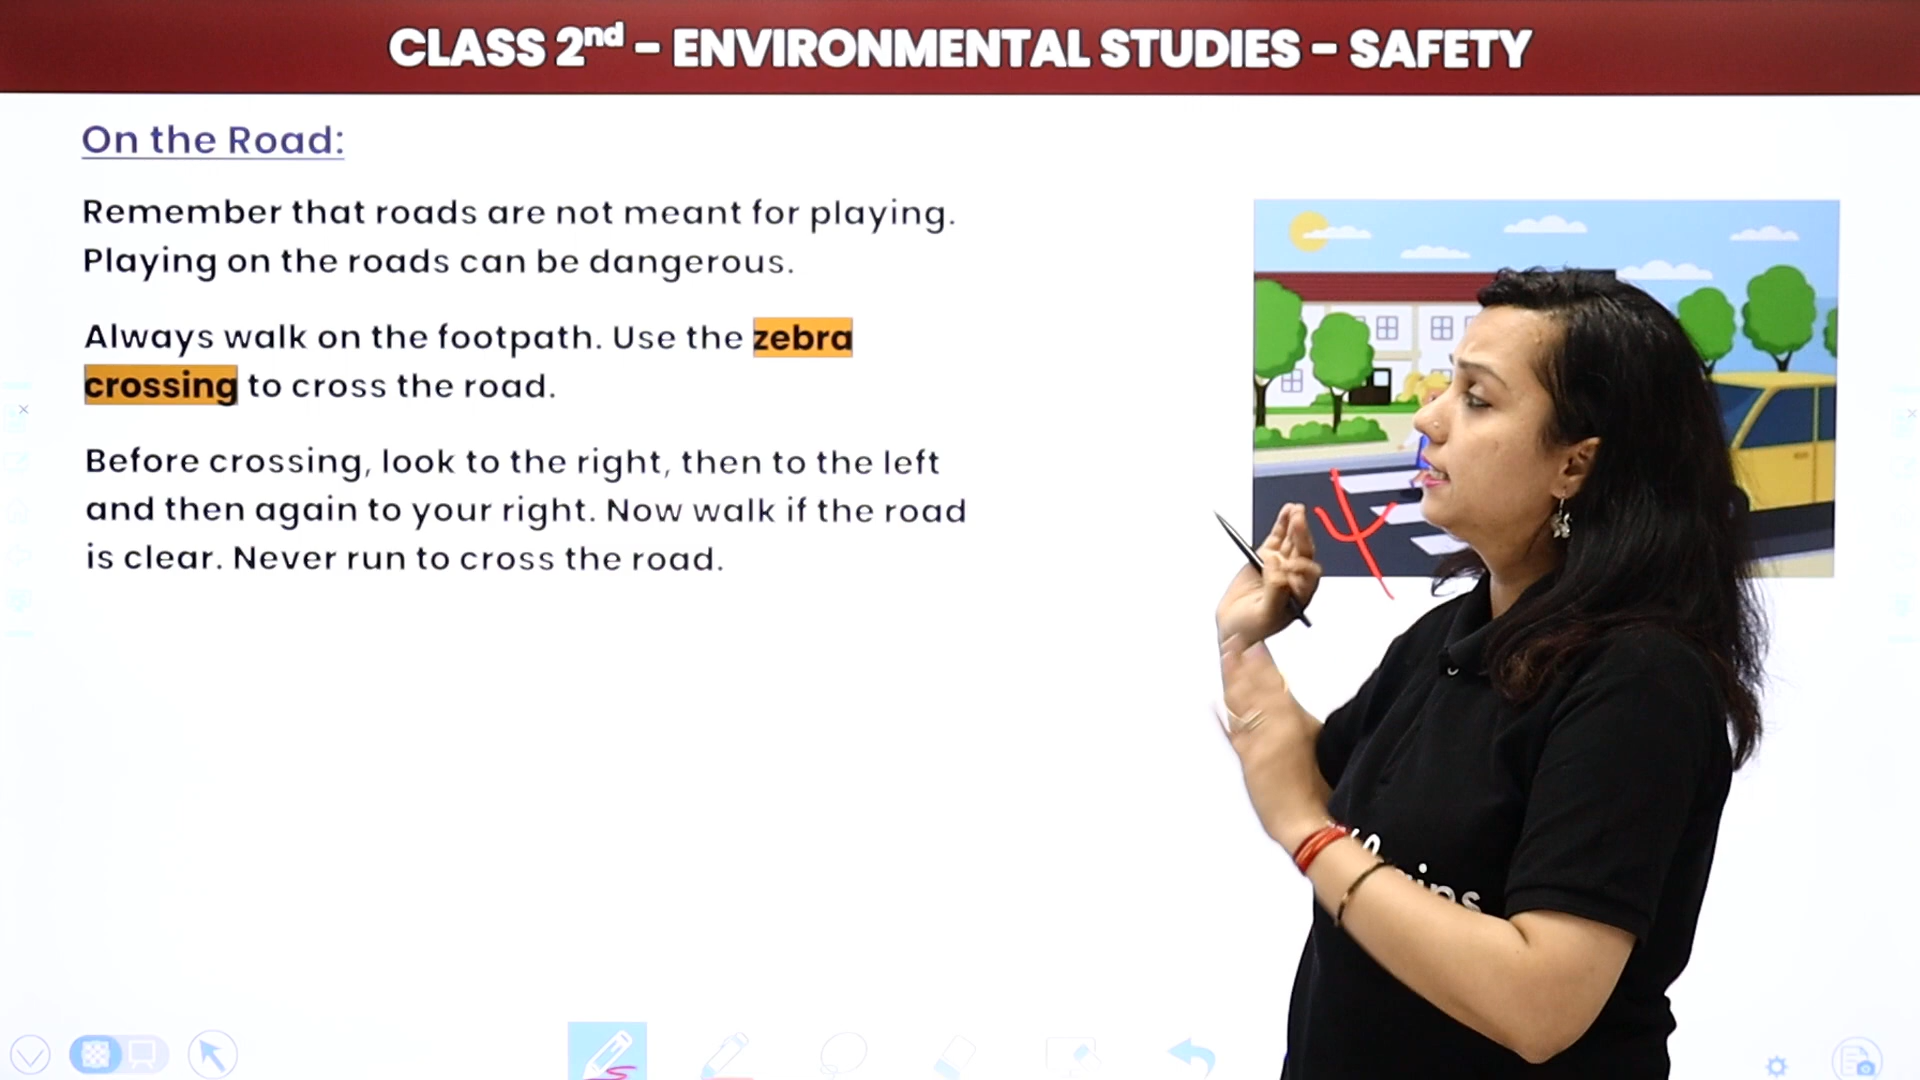 CLASS 2nd – ENVIRONMENTAL STUDIES – SAFETY
On the Road:
Remember that roads are not meant for playing.
Playing on the roads can be dangerous.
Always walk on the footpath. Use the zebra
crossing to cross the road.
Before crossing, look to the right, then to the left
and then again to your right. Now walk if the road
is clear. Never run to cross the road.